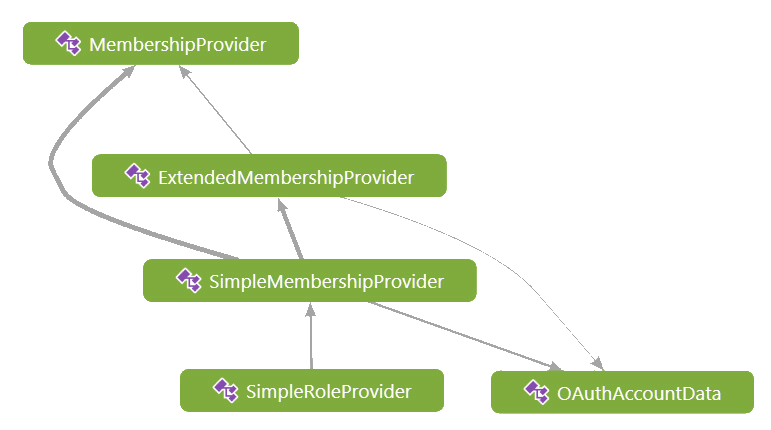 MembershipProvider
ExtendedMembershipProvider
SimpleMembershipProvider
SimpleRoleProvider
OAuthAccountData